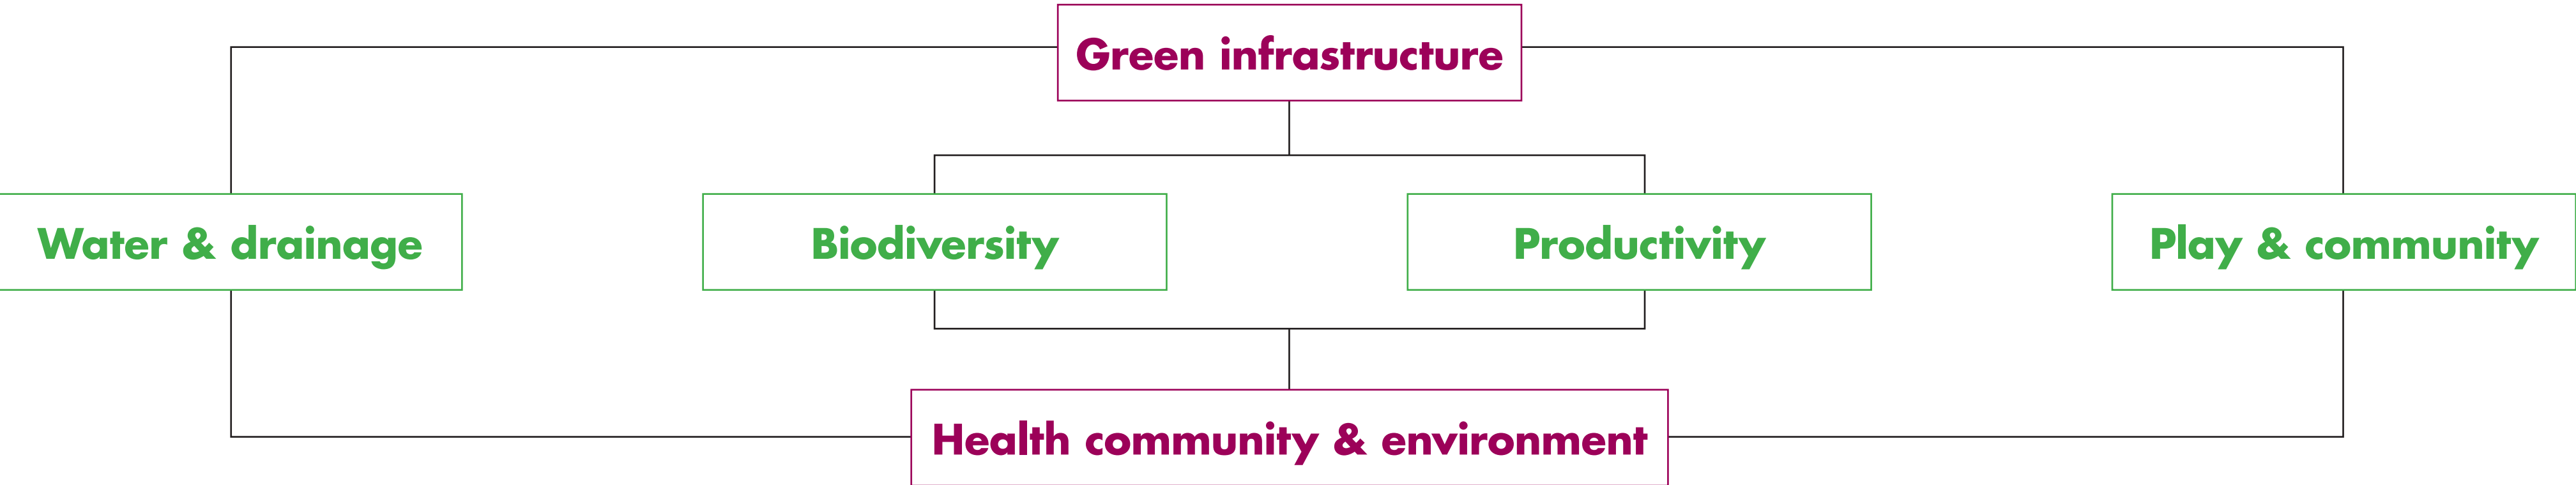 Green infrastructure
Water & drainage
Biodiversity
Productivity
Play & community
Health community & environment